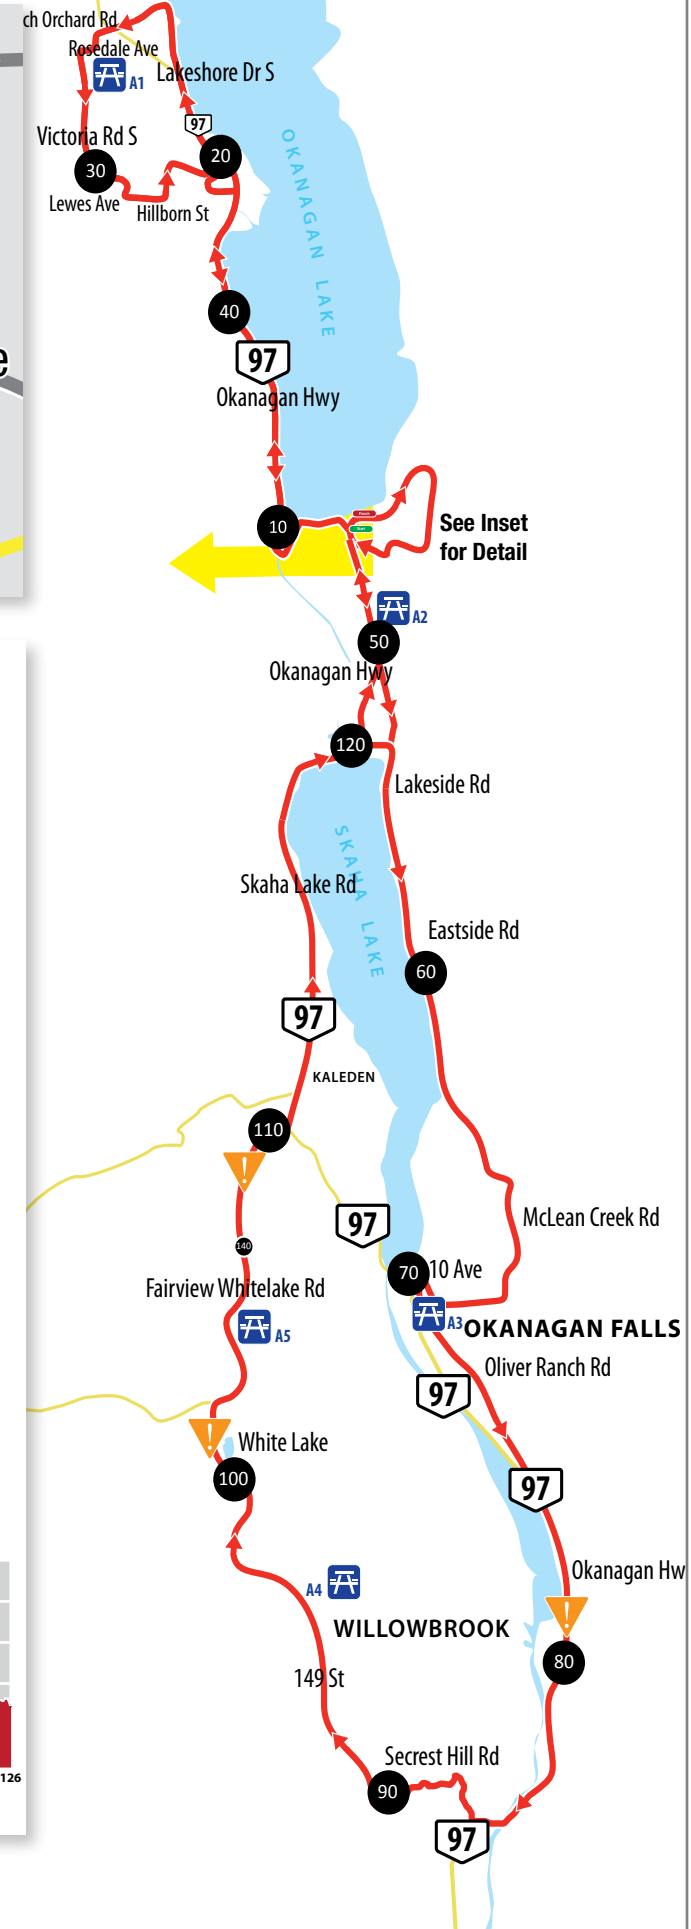 ch Orchard Rd
Rosedale Ave
A1
Lakeshore Dr S
97
Victoria Rd S
20
30
Lewes Ave
Hillborn St
OKANAGAN LAKE
40
e
97
Okanagan Hwy
10
Finish
Start
See Inset
for Detail
A2
50
Okanagan Hwy
120
Lakeside Rd
SKAHA LAKE
Skaha Lake Rd
Eastside Rd
60
97
KALEDEN
110
!
97
McLean Creek Rd
140
70
10 Ave
Fairview Whitelake Rd
A3
OKANAGAN FALLS
A5
Oliver Ranch Rd
97
!
White Lake
100
97
Okanagan Hw
A4
!
WILLOWBROOK
80
149 St
Secrest Hill Rd
126
90
97